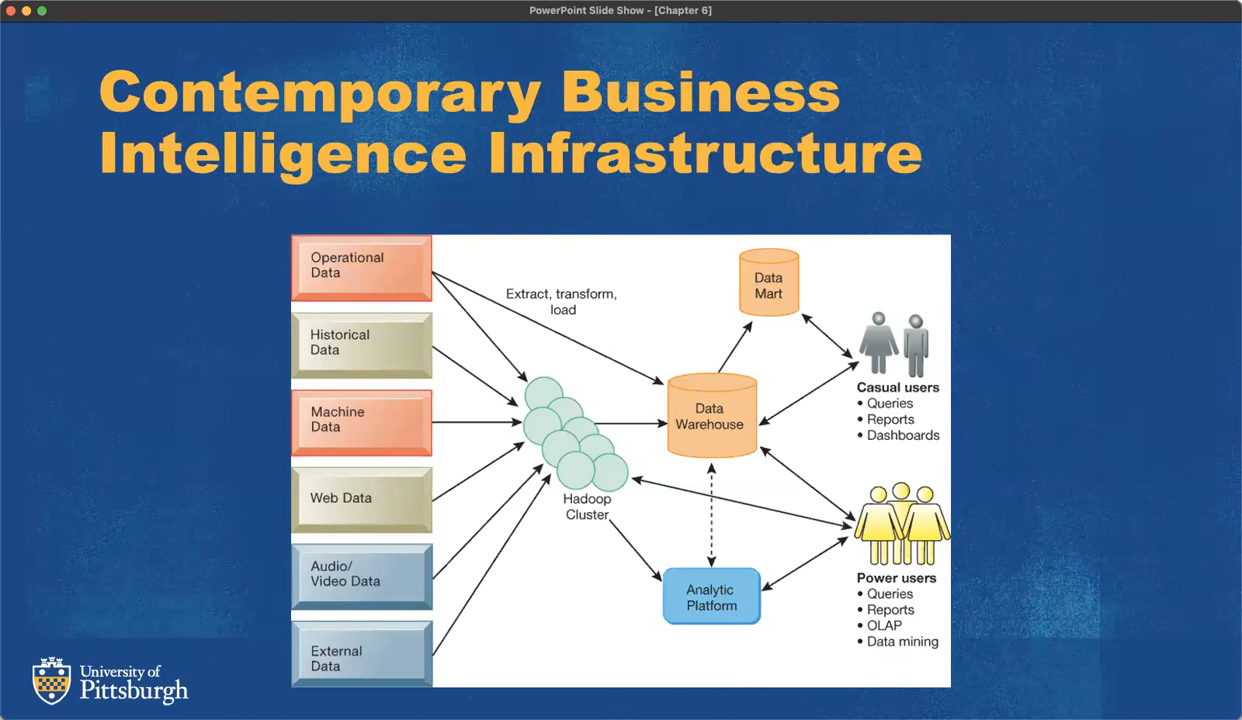 PowerPoint Slide Show - [Chapter 6]
Contemporary Business
Intelligence Infrastructure
Operational
Data
Historical
Data
Machine
Data
Web Data
Audio/
Video Data
External
Data
Extract, transform,
load
Hadoop
Cluster
Data
Mart
Data
Warehouse
Analytic
Platform
Casual users
• Queries
• Reports
• Dashboards
Power users
• Queries
• Reports
• OLAP
• Data mining
University of
Pittsburgh